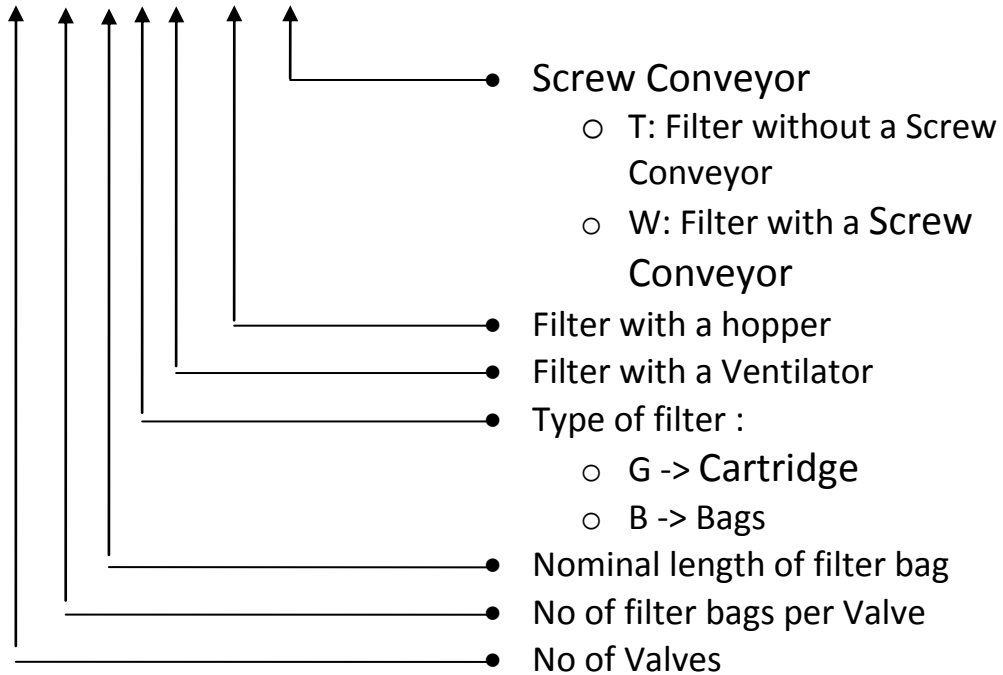 Screw Conveyor
T: Filter without a Screw
Conveyor
W: Filter with a Screw
Conveyor
Filter with a hopper
Filter with a Ventilator
Type of filter :
G -> Cartridge
B -> Bags
Nominal length of filter bag
No of filter bags per Valve
No of Valves